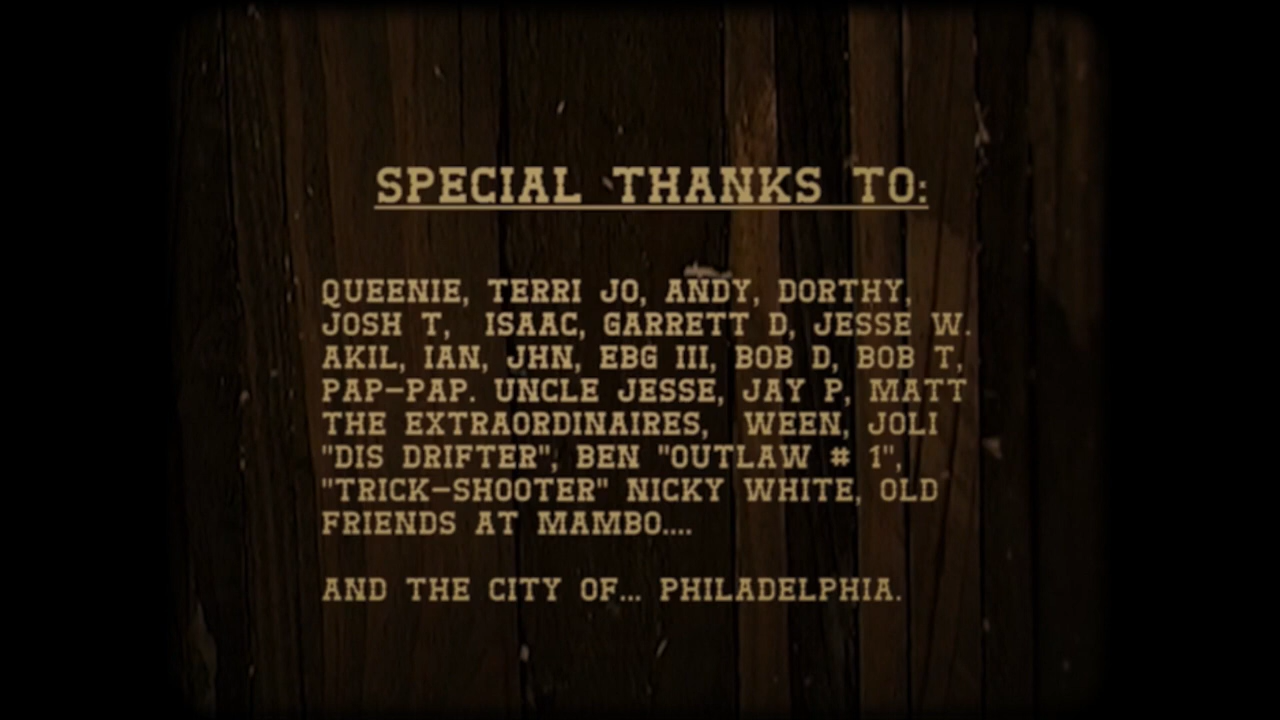 SPECIAL THANKS TO:
QUEENIE, TERRI JO, ANDY, DORTHY,
JOSH T, ISAAC, GARRETT D, JESSE W.
AKIL, IAN, JHN, EBG III, BOB D, BOB T,
PAP-PAP. UNCLE JESSE, JAY P, MATT
THE EXTRAORDINAIRES, WEEN, JOLI
"DIS DRIFTER", BEN "OUTLAW # 1",
"TRICK-SHOOTER" NICKY WHITE, OLD
FRIENDS AT MAMBO....
AND THE CITY OF... PHILADELPHIA.